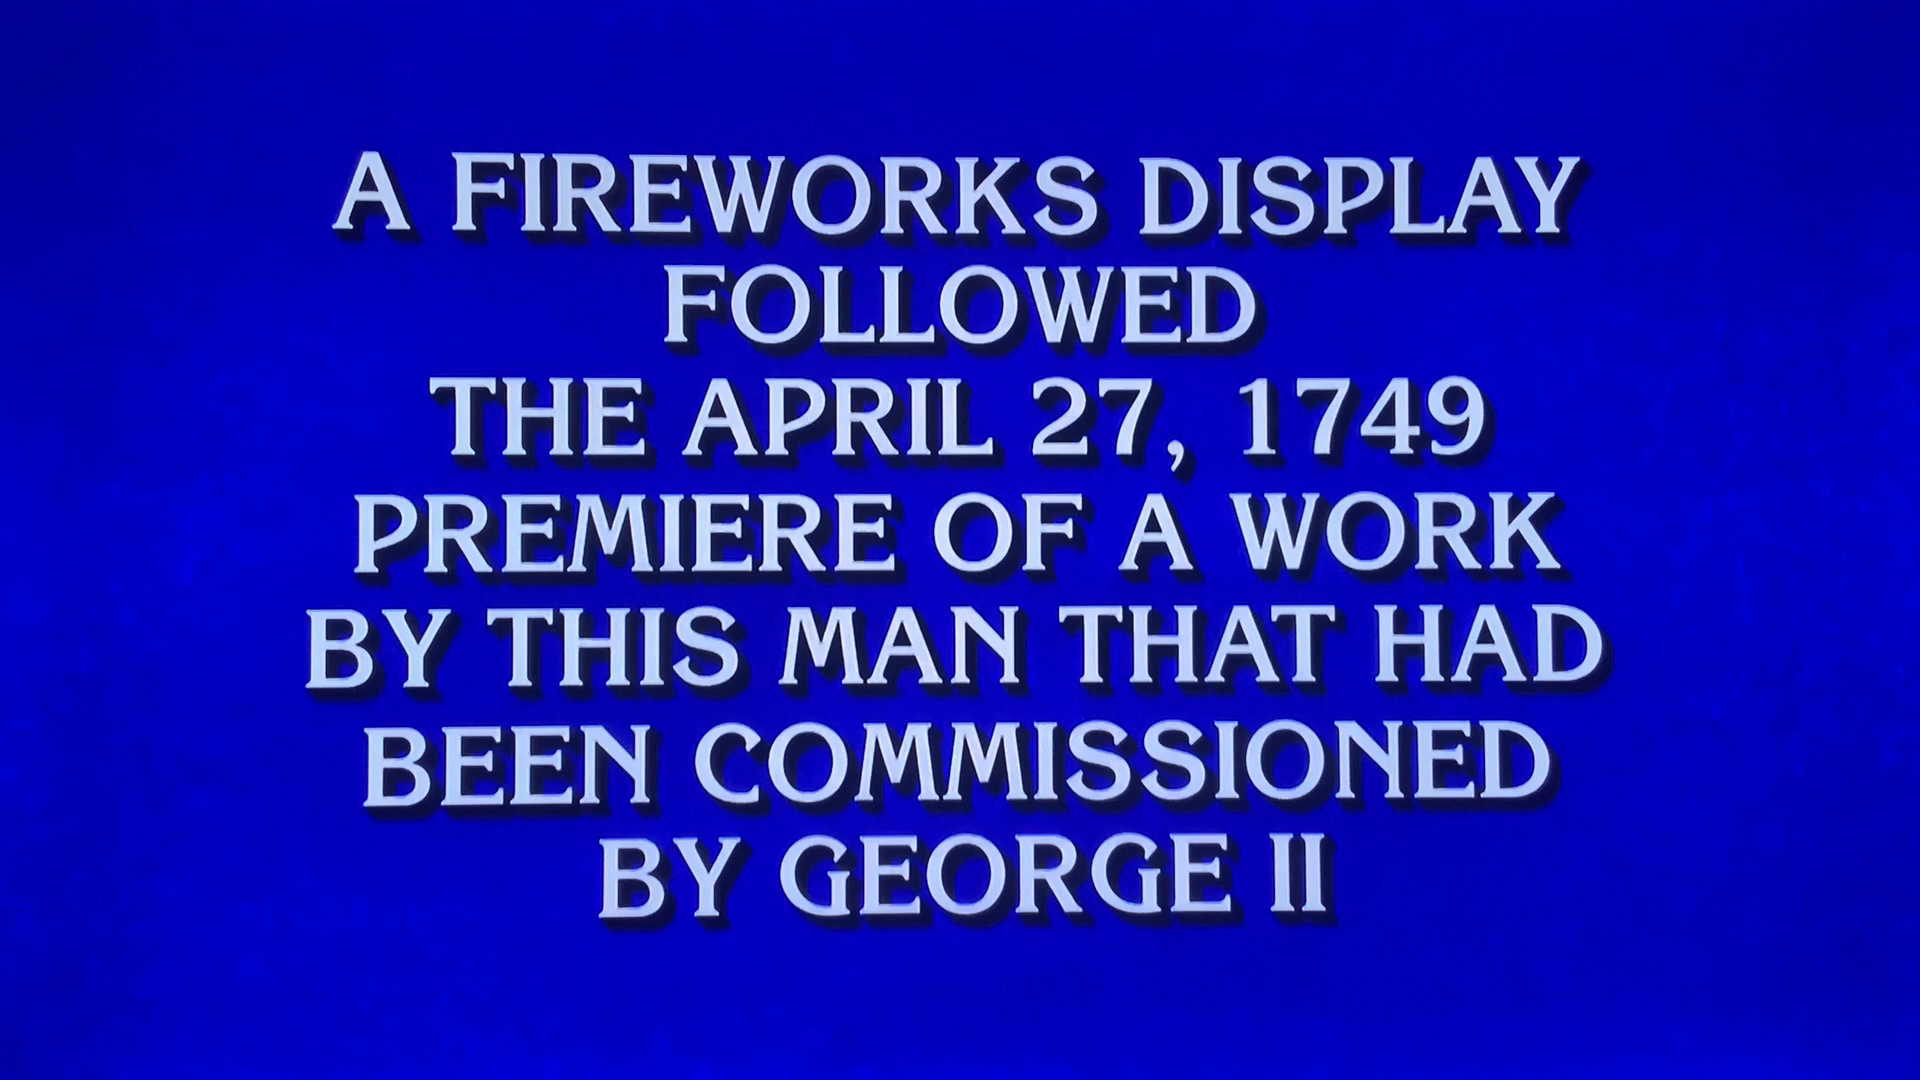 A FIREWORKS DISPLAY
FOLLOWED
THE APRIL 27, 1749
PREMIERE OF A WORK
BY THIS MAN THAT HAD
BEEN COMMISSIONED
BY GEORGE II